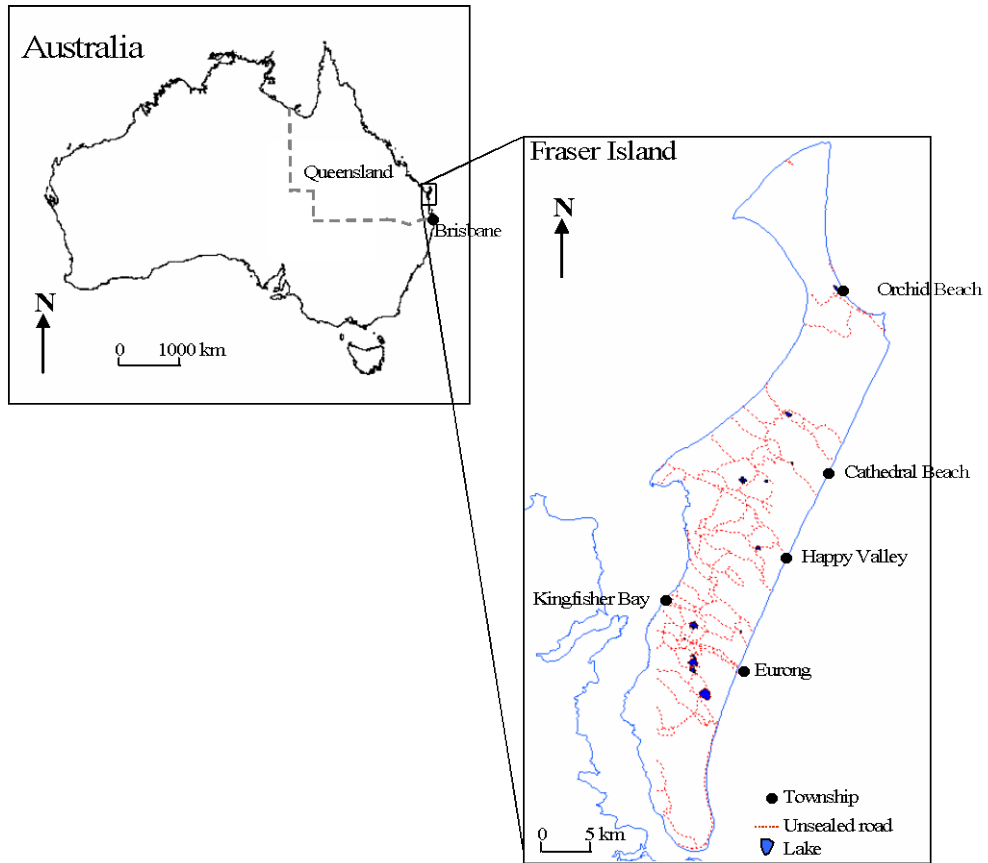 Australia
Queensland
Brisbane
N
0 1000 km
Fraser Island
N
Orchid Beach
Cathedral Beach
Happy Valley
Kingfisher Bay
Eurong
Township
Unsealed road
Lake
0 5 km